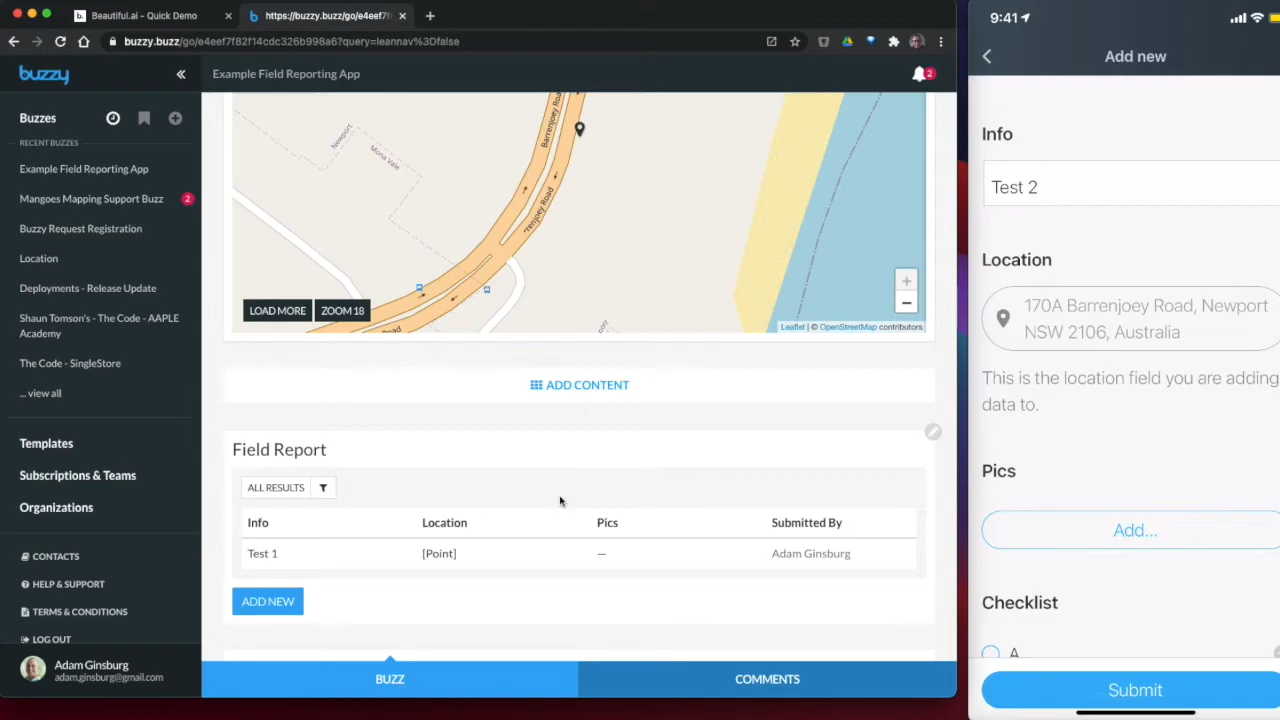 Beautiful.ai - Quick Demo
https://buzzy.buzz/go/e4eef7f
buzzy.buzz/go/e4eef7f82f14cdc326b998a6?query=leannav%3Dfalse
buzzy
Example Field Reporting App
2
Buzzes
RECENT BUZZES
Example Field Reporting App
Mangoes Mapping Support Buzz 2
Buzzy Request Registration
Location
Deployments - Release Update
Shaun Tomson's - The Code - AAPLE
Academy
The Code - SingleStore
... view all
Templates
Subscriptions & Teams
Organizations
CONTACTS
HELP & SUPPORT
TERMS & CONDITIONS
LOG OUT
Adam Ginsburg
adam.ginsburg@gmail.com
Newport
Mona Vale
Barrenjoey Road
Barrenjoey Road
Road
LOAD MORE
ZOOM 18
+
−
Leaflet | © OpenStreetMap contributors
ADD CONTENT
Field Report
ALL RESULTS
Info Location Pics Submitted By
Test 1 [Point] — Adam Ginsburg
ADD NEW
BUZZ
COMMENTS
9:41
Add new
Info
Test 2
Location
170A Barrenjoey Road, Newport
NSW 2106, Australia
This is the location field you are adding
data to.
Pics
Add...
Checklist
A
Submit